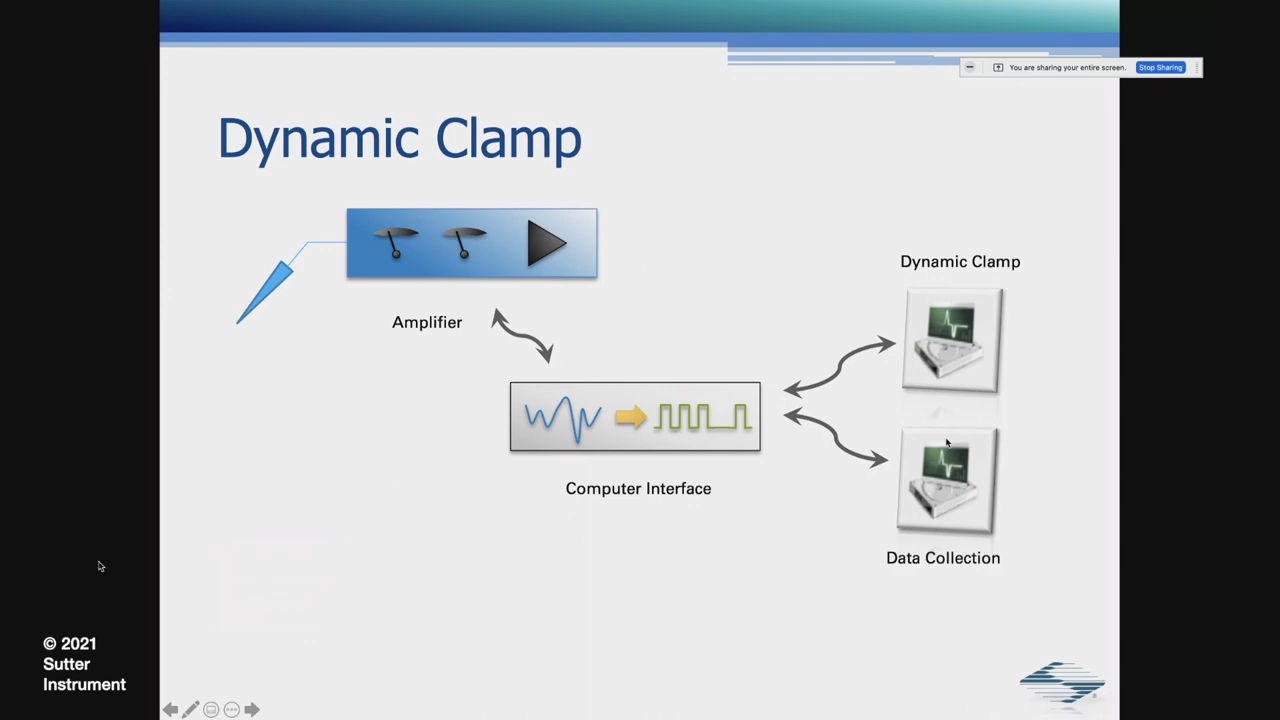 You are sharing your entire screen. Stop Sharing
Dynamic Clamp
Dynamic Clamp
Amplifier
Computer Interface
Data Collection
© 2021
Sutter
Instrument